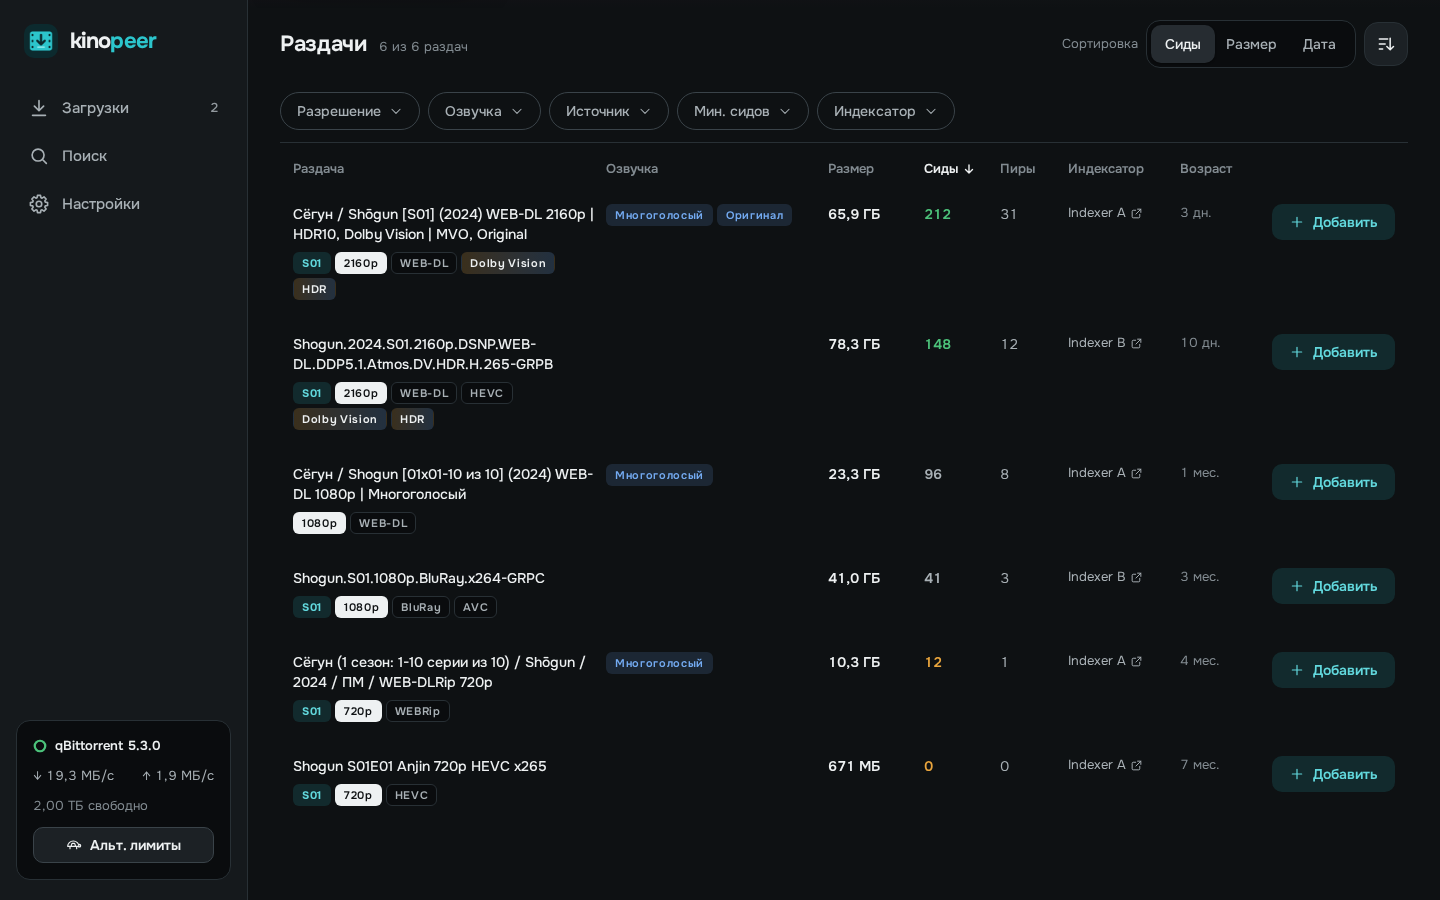 kinopeer
Загрузки 2
Поиск
Настройки
qBittorrent 5.3.0
↓ 19,3 МБ/с ↑ 1,9 МБ/с
2,00 ТБ свободно
Альт. лимиты
Раздачи 6 из 6 раздач
Сортировка Сиды Размер Дата
Разрешение Озвучка Источник Мин. сидов Индексатор
Раздача Озвучка Размер Сиды ↓ Пиры Индексатор Возраст
Сёгун / Shōgun [S01] (2024) WEB-DL 2160p |
HDR10, Dolby Vision | MVO, Original
S01 2160p WEB-DL Dolby Vision
HDR
Многоголосый Оригинал
65,9 ГБ
212
31
Indexer A
3 дн.
+ Добавить
Shogun.2024.S01.2160p.DSNP.WEB-
DL.DDP5.1.Atmos.DV.HDR.H.265-GRPB
S01 2160p WEB-DL HEVC
Dolby Vision HDR
78,3 ГБ
148
12
Indexer B
10 дн.
+ Добавить
Сёгун / Shogun [01x01-10 из 10] (2024) WEB-
DL 1080p | Многоголосый
1080p WEB-DL
Многоголосый
23,3 ГБ
96
8
Indexer A
1 мес.
+ Добавить
Shogun.S01.1080p.BluRay.x264-GRPC
S01 1080p BluRay AVC
41,0 ГБ
41
3
Indexer B
3 мес.
+ Добавить
Сёгун (1 сезон: 1-10 серии из 10) / Shōgun /
2024 / ПМ / WEB-DLRip 720p
S01 720p WEBRip
Многоголосый
10,3 ГБ
12
1
Indexer A
4 мес.
+ Добавить
Shogun S01E01 Anjin 720p HEVC x265
S01 720p HEVC
671 МБ
0
0
Indexer A
7 мес.
+ Добавить